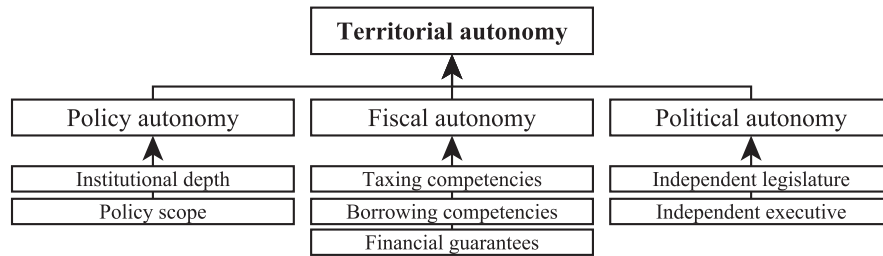 Territorial autonomy
Policy autonomy
Fiscal autonomy
Political autonomy
Institutional depth
Taxing competencies
Independent legislature
Policy scope
Borrowing competencies
Independent executive
Financial guarantees